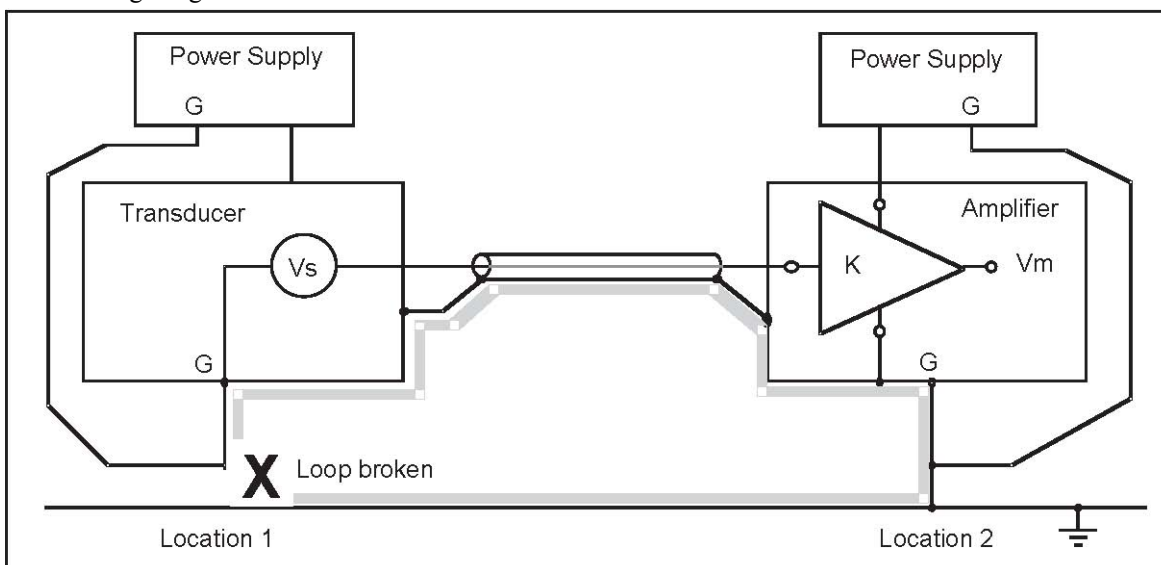 Power Supply
G
Power Supply
G
Transducer
Vs
G
Amplifier
K
Vm
G
X Loop broken
Location 1
Location 2